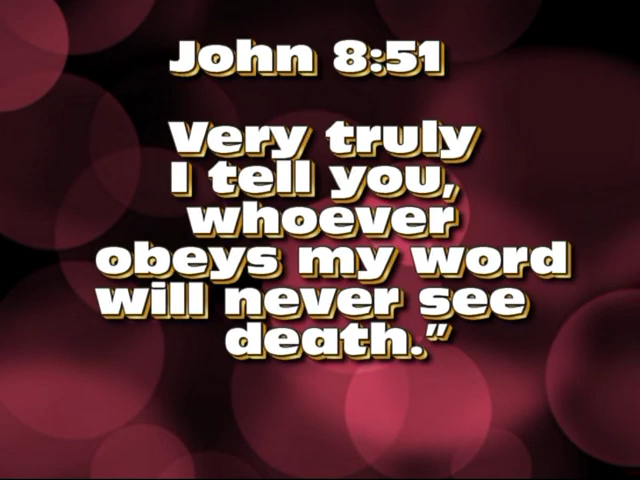 John 8:51
Very truly
I tell you,
whoever
obeys my word
will never see
death.”